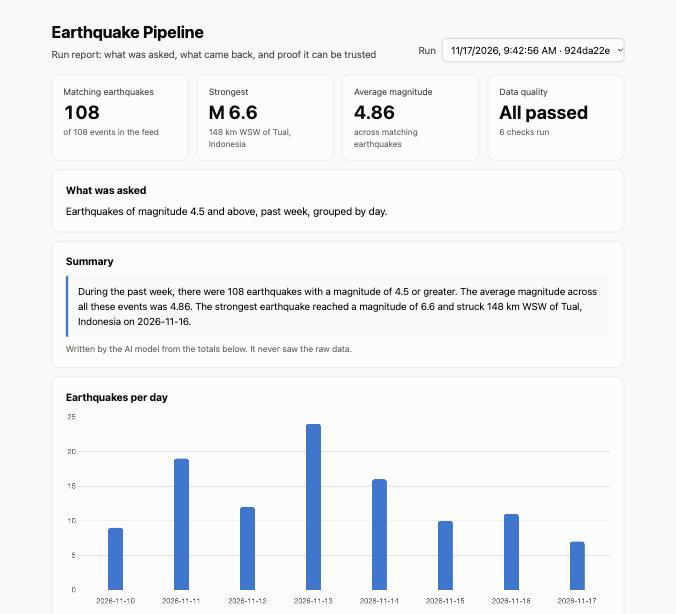 Earthquake Pipeline
Run report: what was asked, what came back, and proof it can be trusted
Run
11/17/2026, 9:42:56 AM · 924da22e
Matching earthquakes
108
of 108 events in the feed
Strongest
M 6.6
148 km WSW of Tual,
Indonesia
Average magnitude
4.86
across matching
earthquakes
Data quality
All passed
6 checks run
What was asked
Earthquakes of magnitude 4.5 and above, past week, grouped by day.
Summary
During the past week, there were 108 earthquakes with a magnitude of 4.5 or greater. The average magnitude across
all these events was 4.86. The strongest earthquake reached a magnitude of 6.6 and struck 148 km WSW of Tual,
Indonesia on 2026-11-16.
Written by the AI model from the totals below. It never saw the raw data.
Earthquakes per day
25
20
15
10
5
0
2026-11-10 2026-11-11 2026-11-12 2026-11-13 2026-11-14 2026-11-15 2026-11-16 2026-11-17